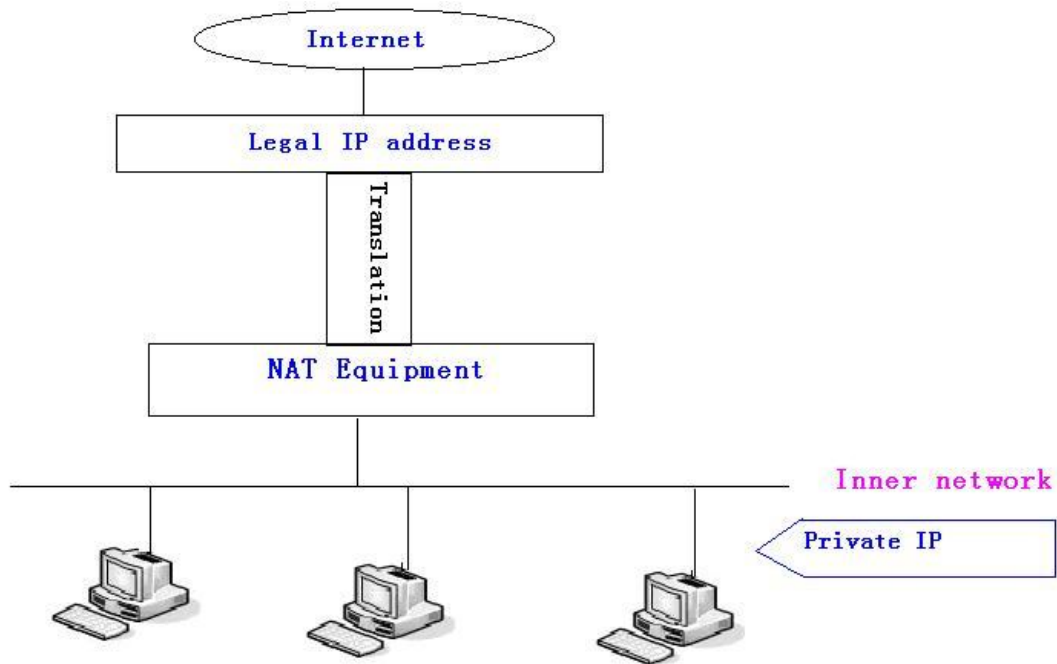 Internet
Legal IP address
Translation
NAT Equipment
Inner network
Private IP